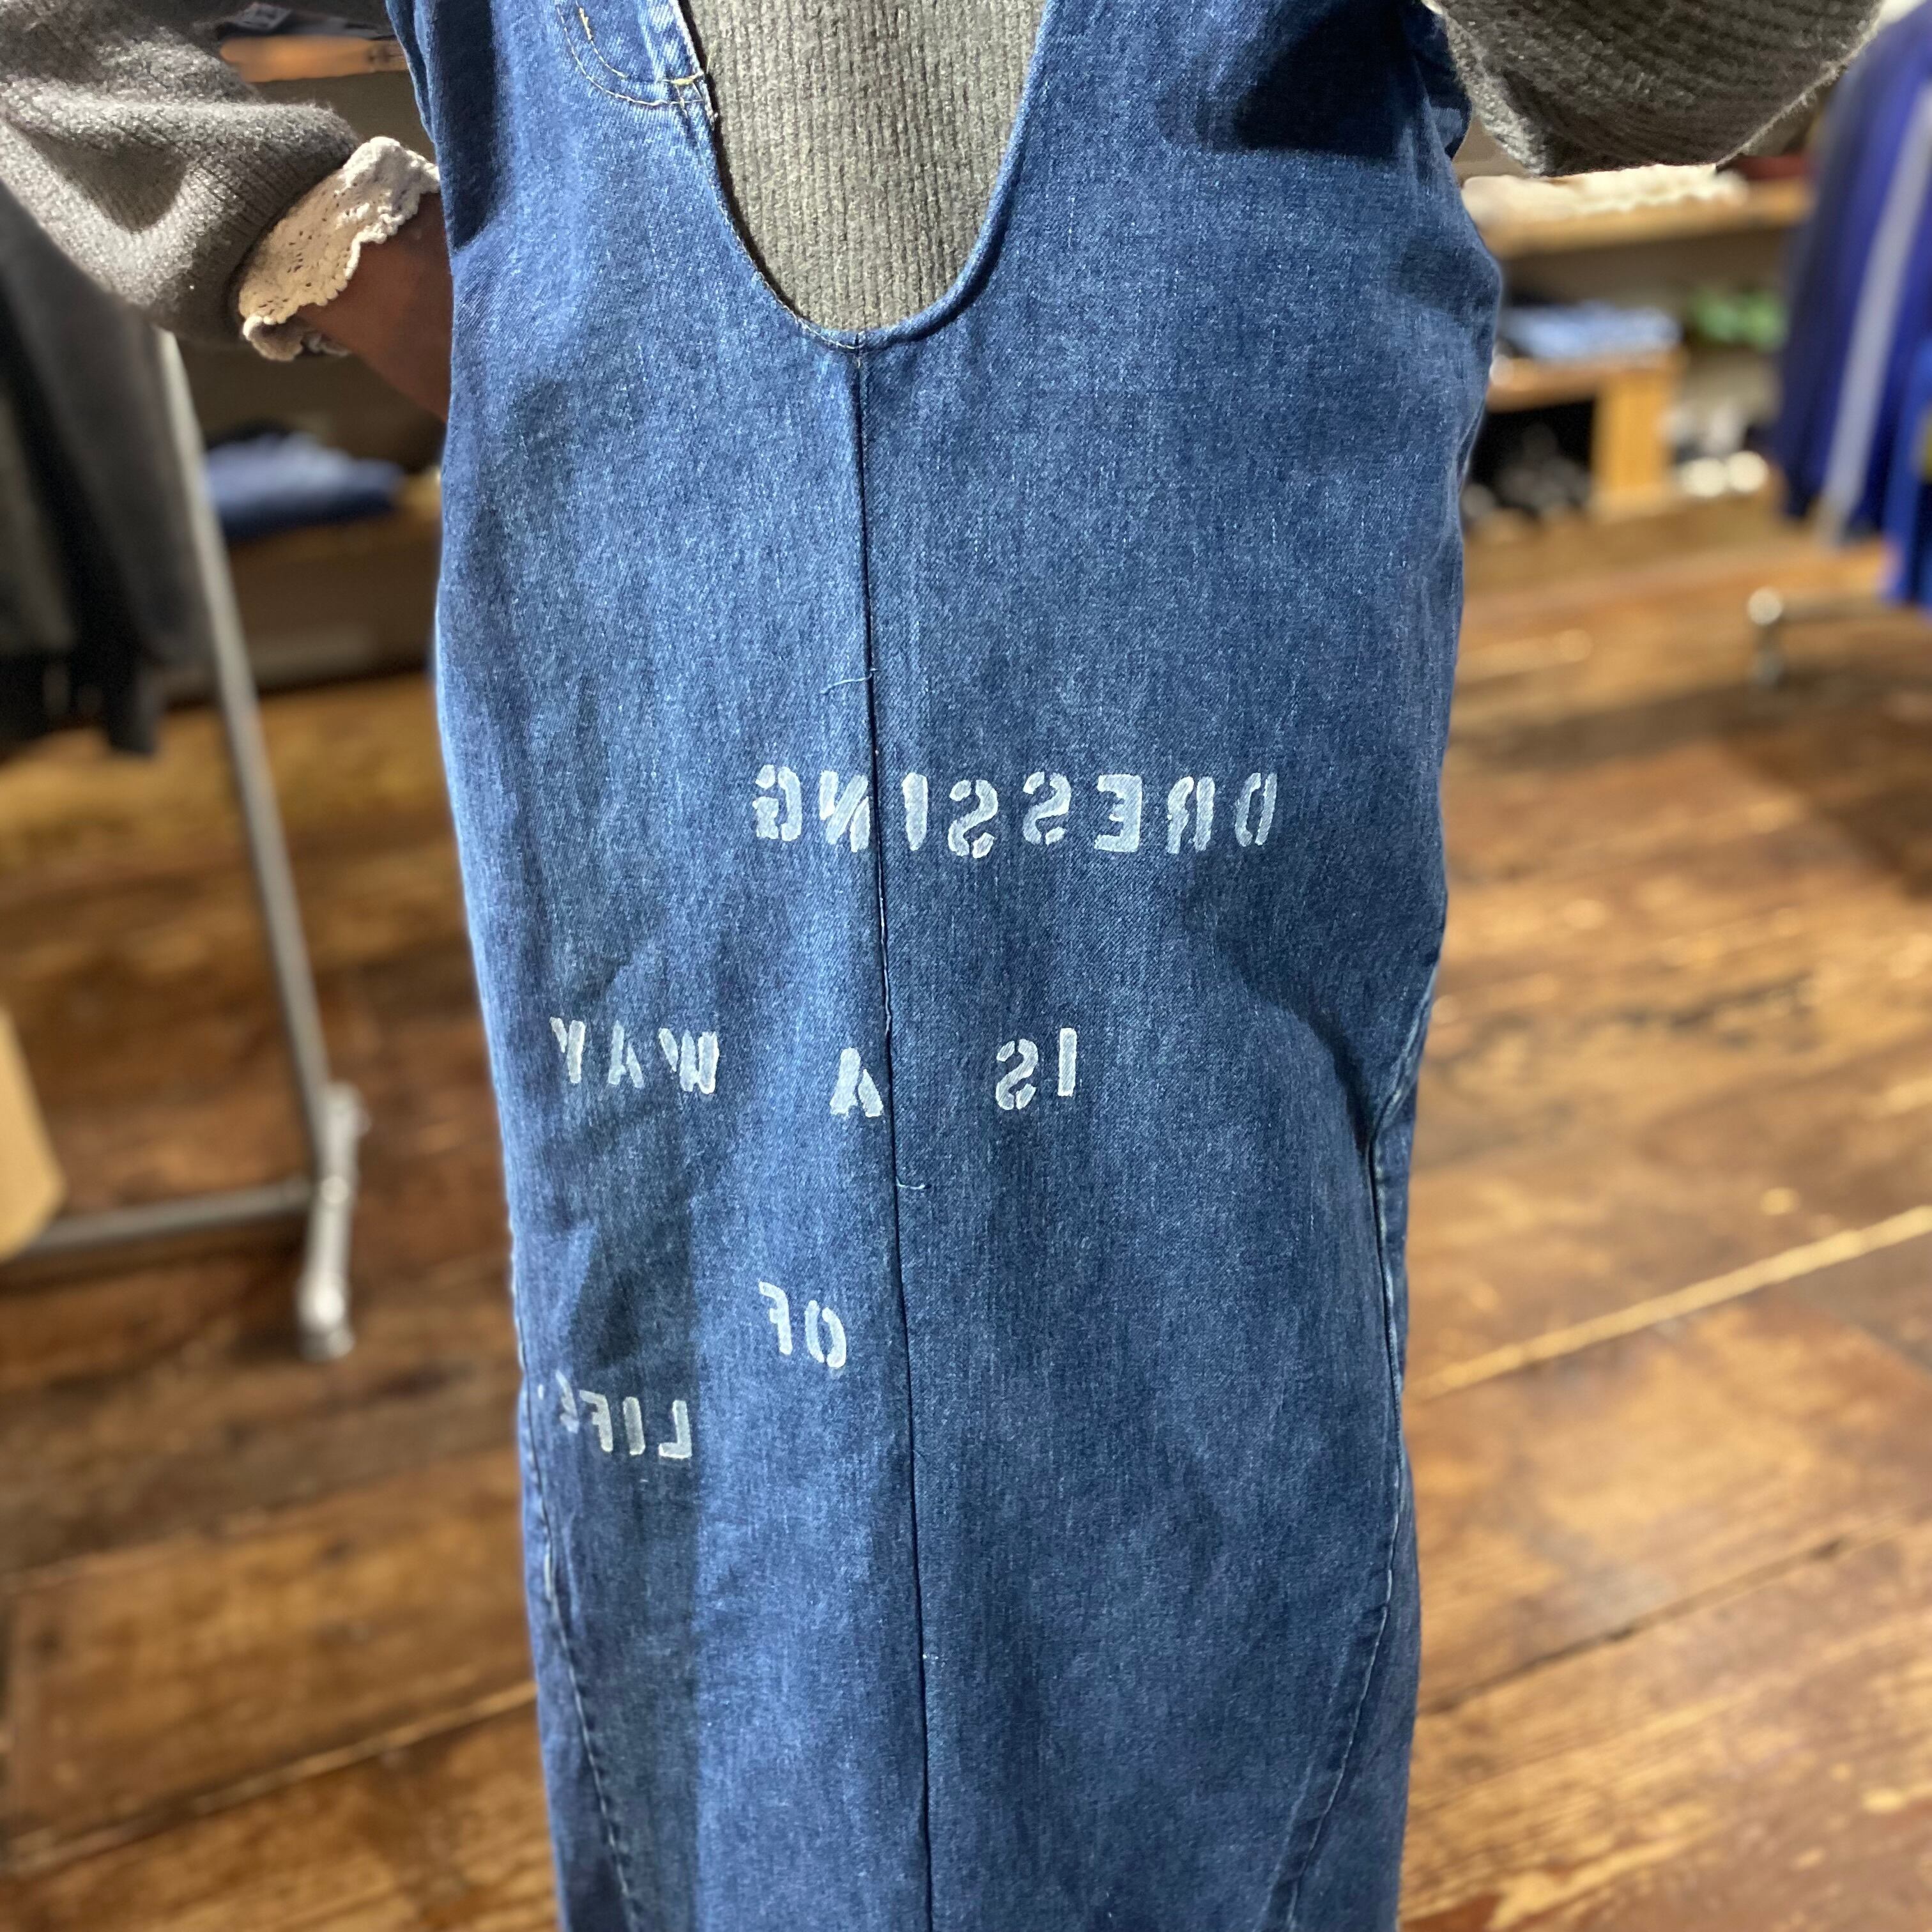 DRESSING
IS A WAY
OF
LIFE.